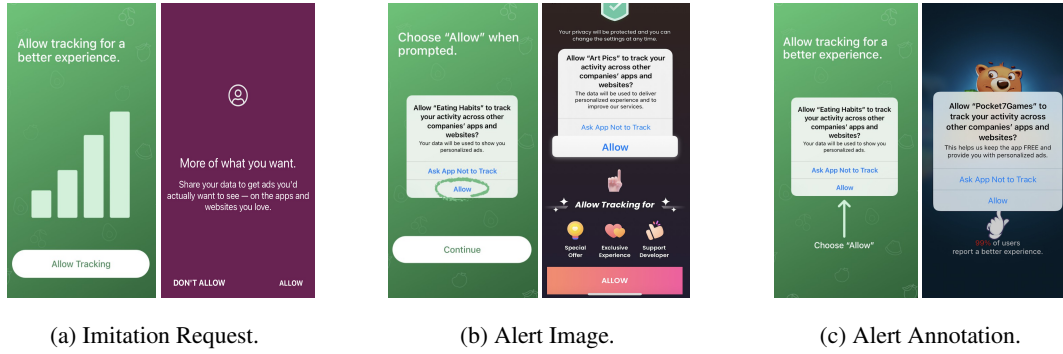 Allow tracking for a
better experience.
Allow Tracking
More of what you want.
Share your data to get ads you'd
actually want to see — on the apps and
websites you love.
DON'T ALLOW
ALLOW
(a) Imitation Request.
Choose “Allow” when
prompted.
Allow “Eating Habits” to track
your activity across other
companies’ apps and
websites?
Your data will be used to show you
personalized ads.
Ask App Not to Track
Allow
Continue
Your privacy will be protected and you can
change the settings at any time.
Allow “Art Pics” to track your
activity across other
companies’ apps and
websites?
The data will be used to deliver
personalized experience and to
improve our services.
Ask App Not to Track
Allow
Allow Tracking for
Special
Offer
Exclusive
Experience
Support
Developer
ALLOW
(b) Alert Image.
Allow tracking for a
better experience.
Allow “Eating Habits” to track
your activity across other
companies’ apps and
websites?
Your data will be used to show you
personalized ads.
Ask App Not to Track
Allow
Choose “Allow”
Allow “Pocket7Games” to
track your activity across
other companies’ apps and
websites?
This helps us keep the app FREE and
provide you with personalized ads.
Ask App Not to Track
Allow
99% of users
report a better experience.
(c) Alert Annotation.